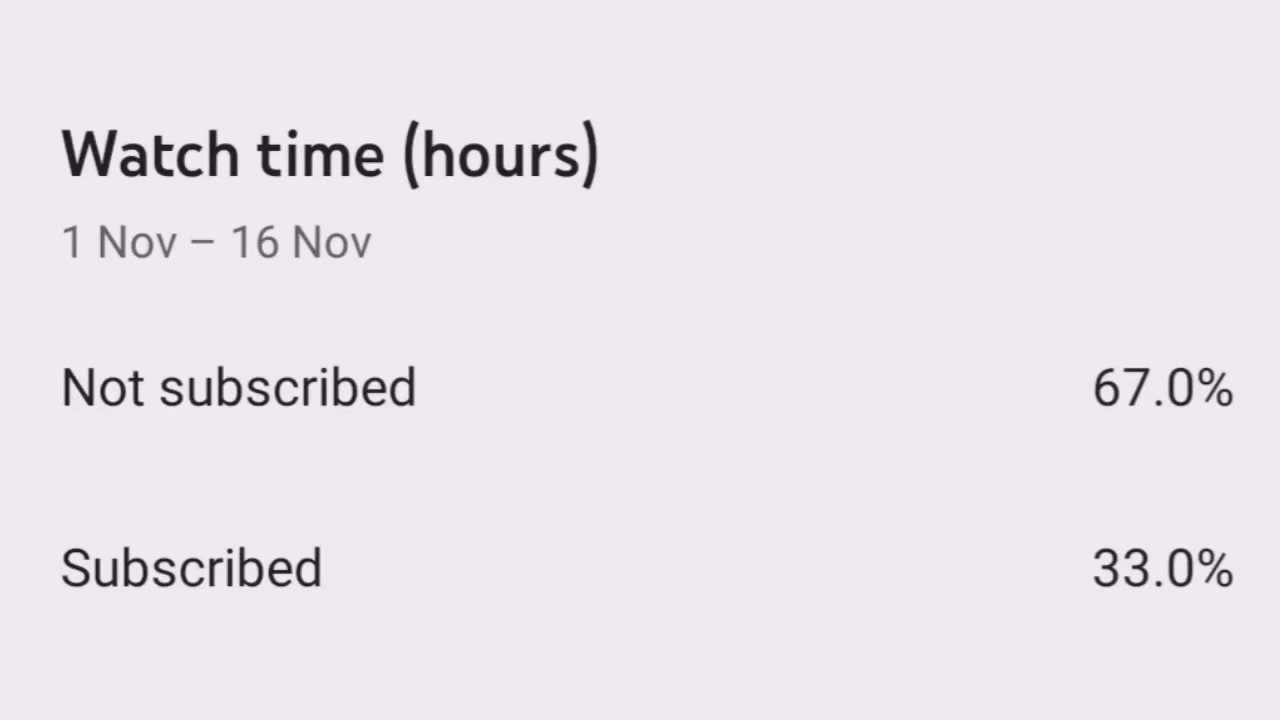 Watch time (hours)
1 Nov – 16 Nov
Not subscribed 67.0%
Subscribed 33.0%